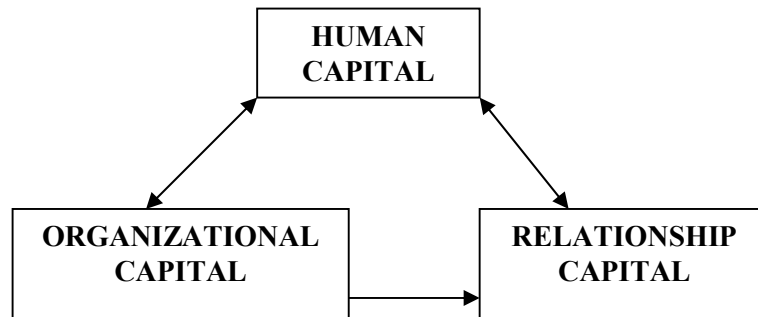 HUMAN
CAPITAL
ORGANIZATIONAL
CAPITAL
RELATIONSHIP
CAPITAL